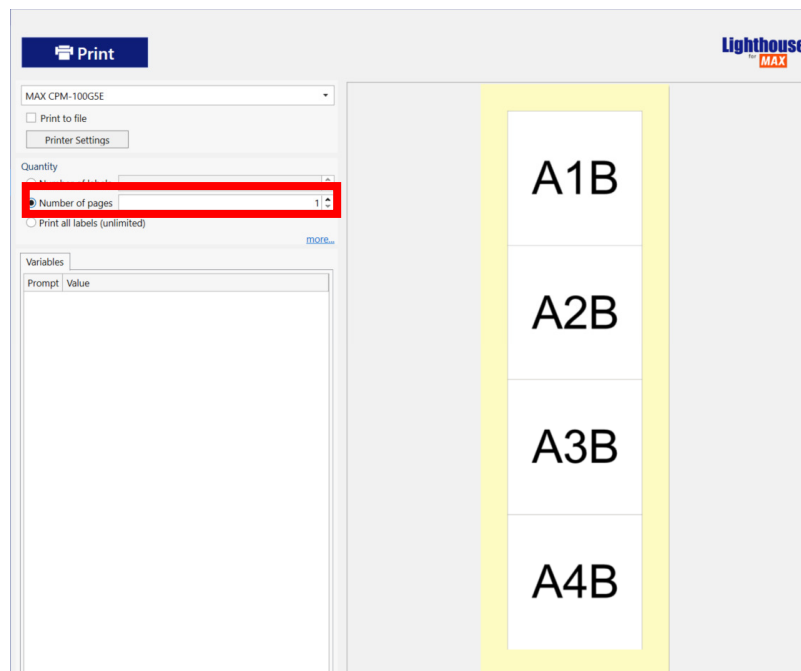 Print
Lighthouse
for MAX
MAX CPM-100G5E
Print to file
Printer Settings
Quantity
Number of pages 1
Print all labels (unlimited)
more...
Variables
Prompt Value
A1B
A2B
A3B
A4B